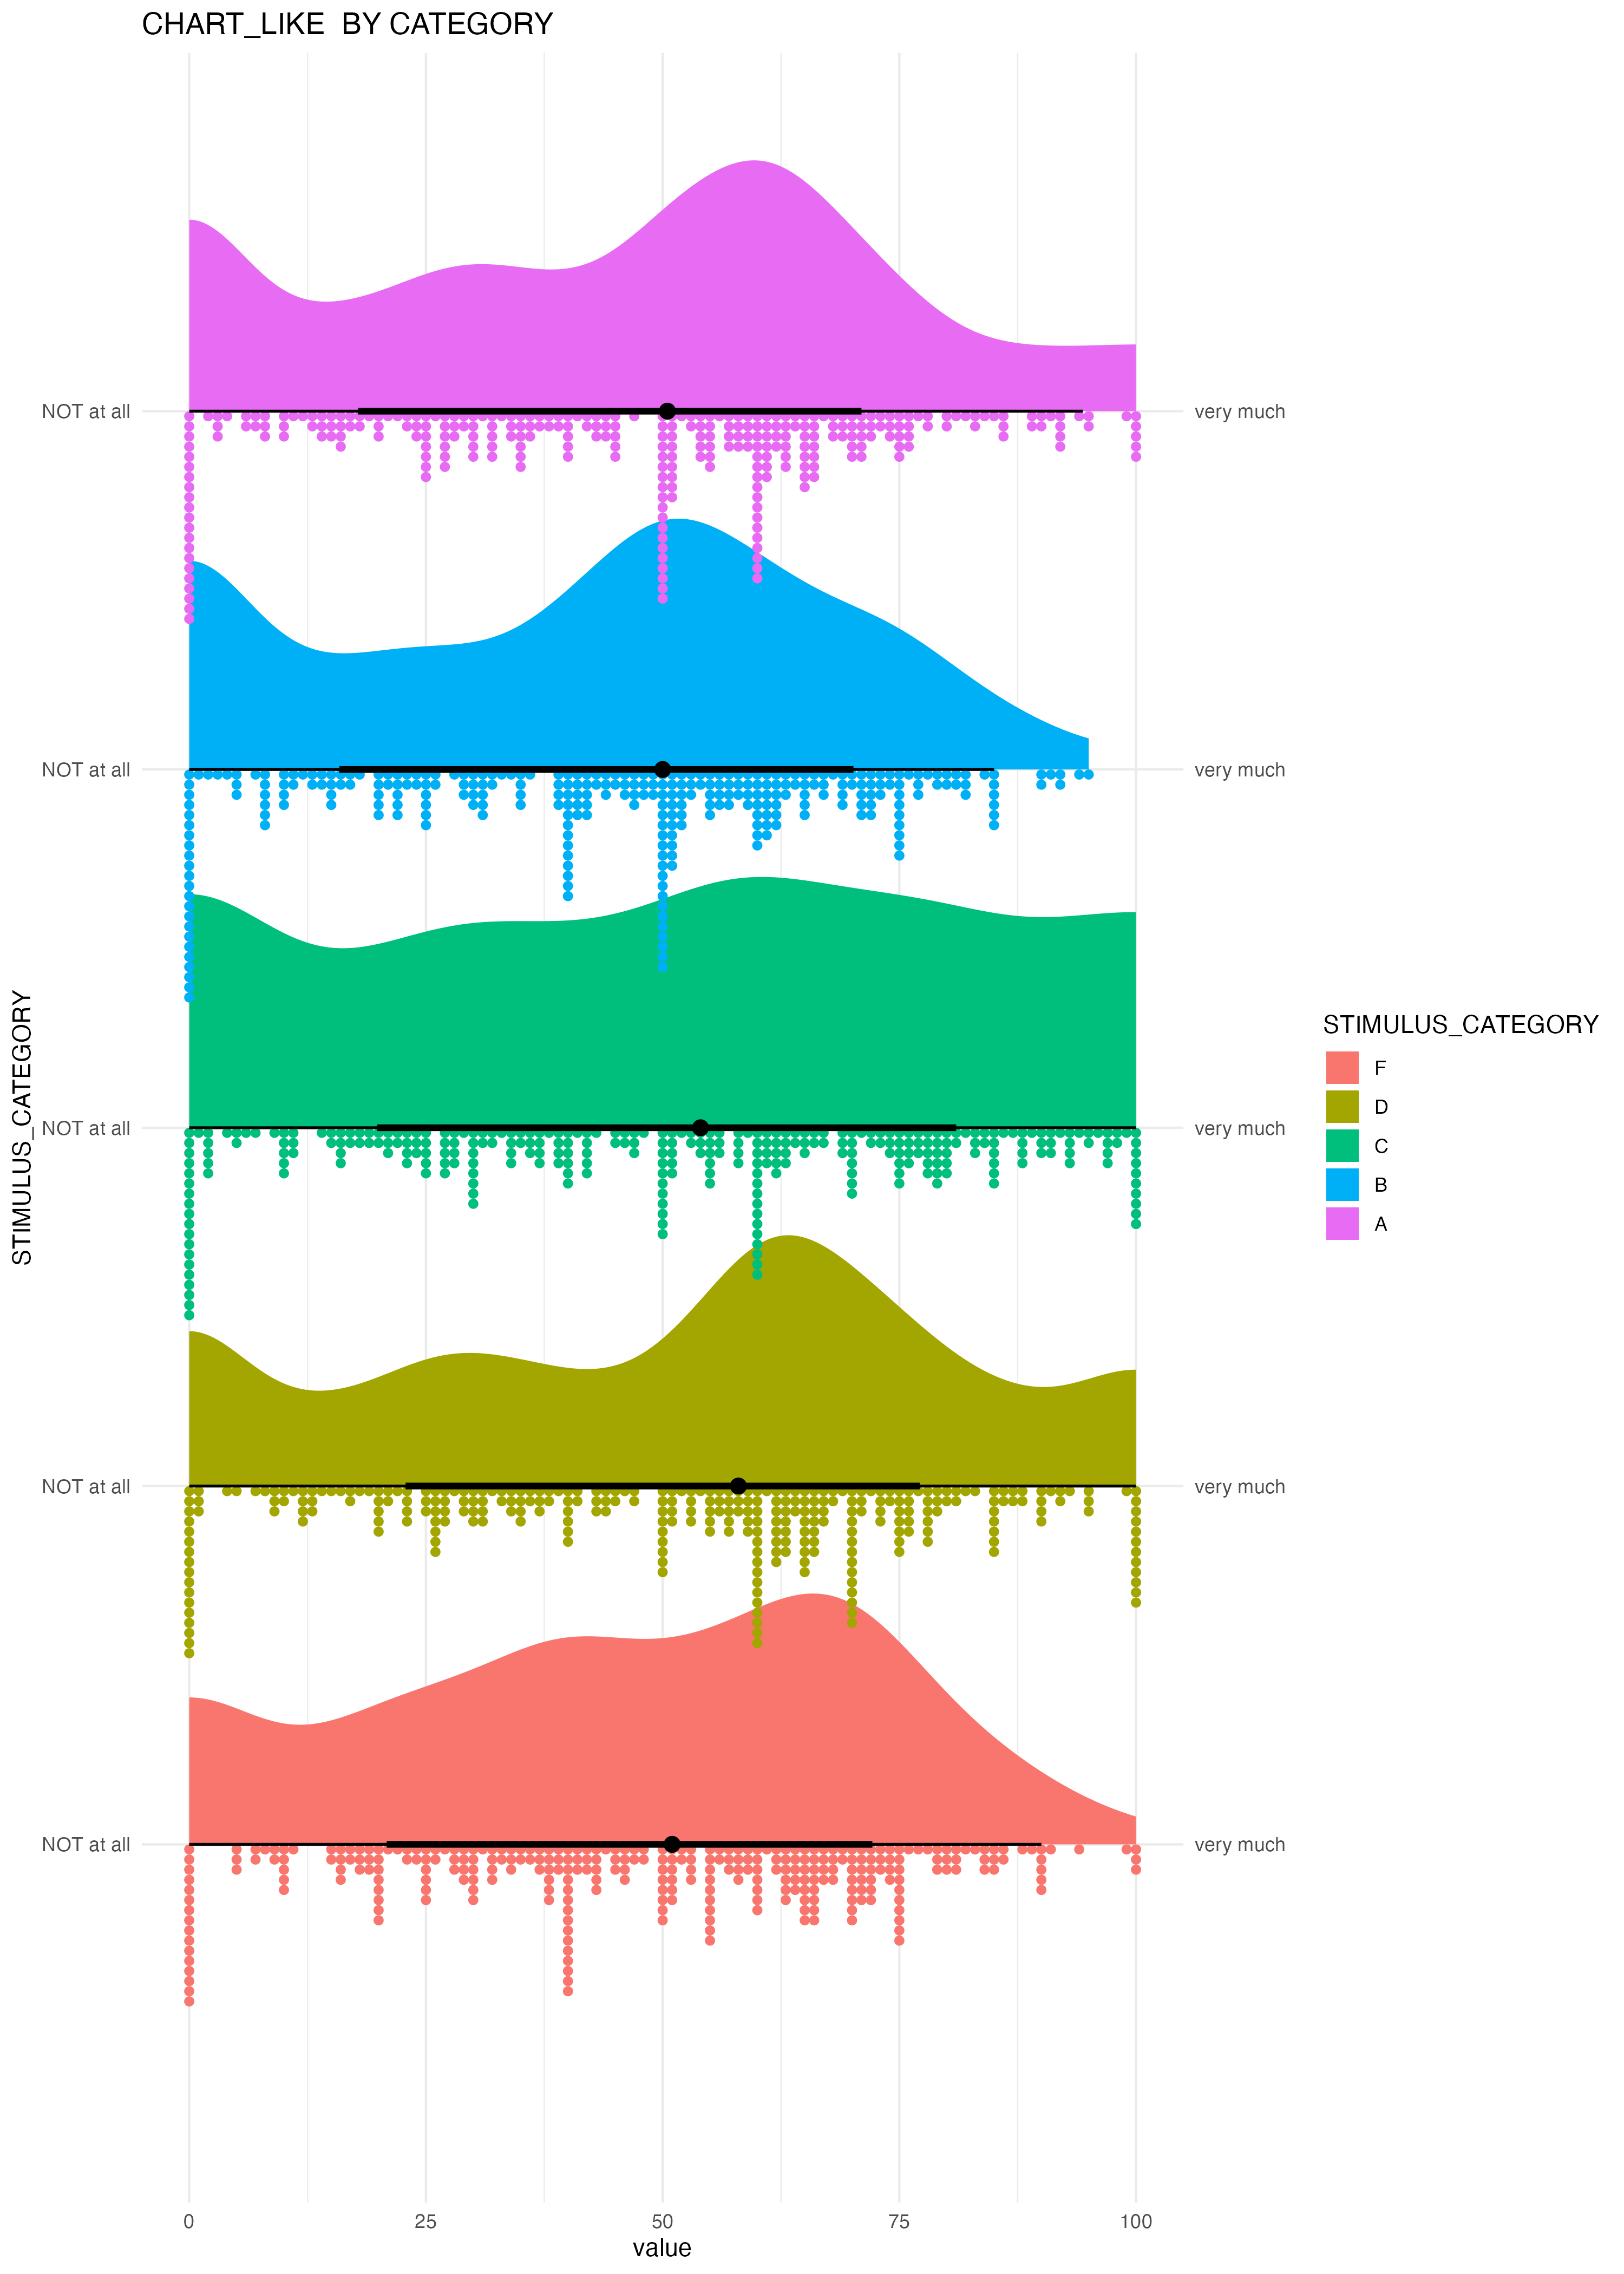 CHART_LIKE  BY CATEGORY
NOT at all
very much
NOT at all
very much
NOT at all
very much
NOT at all
very much
NOT at all
very much
STIMULUS_CATEGORY
STIMULUS_CATEGORY
F
D
C
B
A
0
25
50
75
100
value